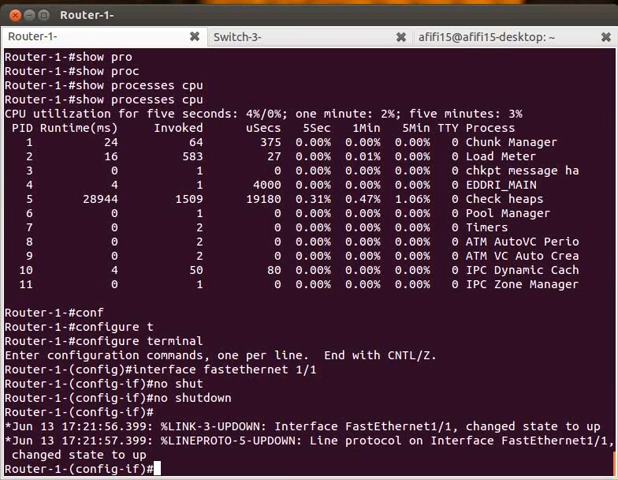 Router-1-
Router-1- Switch-3- afifi15@afifi15-desktop: ~
Router-1-#show pro
Router-1-#show proc
Router-1-#show processes cpu
Router-1-#show processes cpu
CPU utilization for five seconds: 4%/0%; one minute: 2%; five minutes: 3%
PID Runtime(ms) Invoked uSecs 5Sec 1Min 5Min TTY Process
1 24 64 375 0.00% 0.00% 0.00% 0 Chunk Manager
2 16 583 27 0.00% 0.01% 0.00% 0 Load Meter
3 0 1 0 0.00% 0.00% 0.00% 0 chkpt message ha
4 4 1 4000 0.00% 0.00% 0.00% 0 EDDRI_MAIN
5 28944 1509 19180 0.31% 0.47% 1.06% 0 Check heaps
6 0 1 0 0.00% 0.00% 0.00% 0 Pool Manager
7 0 2 0 0.00% 0.00% 0.00% 0 Timers
8 0 2 0 0.00% 0.00% 0.00% 0 ATM AutoVC Perio
9 0 2 0 0.00% 0.00% 0.00% 0 ATM VC Auto Crea
10 4 50 80 0.00% 0.00% 0.00% 0 IPC Dynamic Cach
11 0 1 0 0.00% 0.00% 0.00% 0 IPC Zone Manager
Router-1-#conf
Router-1-#configure t
Router-1-#configure terminal
Enter configuration commands, one per line. End with CNTL/Z.
Router-1-(config)#interface fastethernet 1/1
Router-1-(config-if)#no shut
Router-1-(config-if)#no shutdown
Router-1-(config-if)#
*Jun 13 17:21:56.399: %LINK-3-UPDOWN: Interface FastEthernet1/1, changed state to up
*Jun 13 17:21:57.399: %LINEPROTO-5-UPDOWN: Line protocol on Interface FastEthernet1/1,
changed state to up
Router-1-(config-if)#